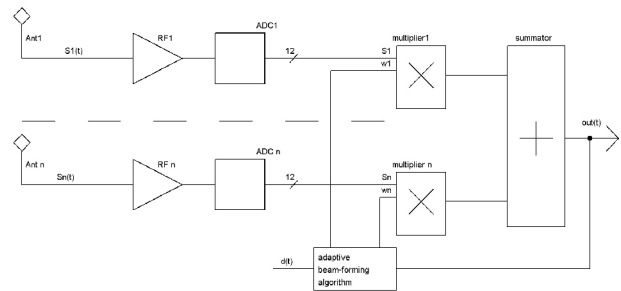 Ant1
S1(t)
RF1
ADC1
12
S1
w1
multiplier1
summator
out(t)
Ant n
Sn(t)
RF n
ADC n
12
Sn
wn
multiplier n
d(t)
adaptive
beam-forming
algorithm